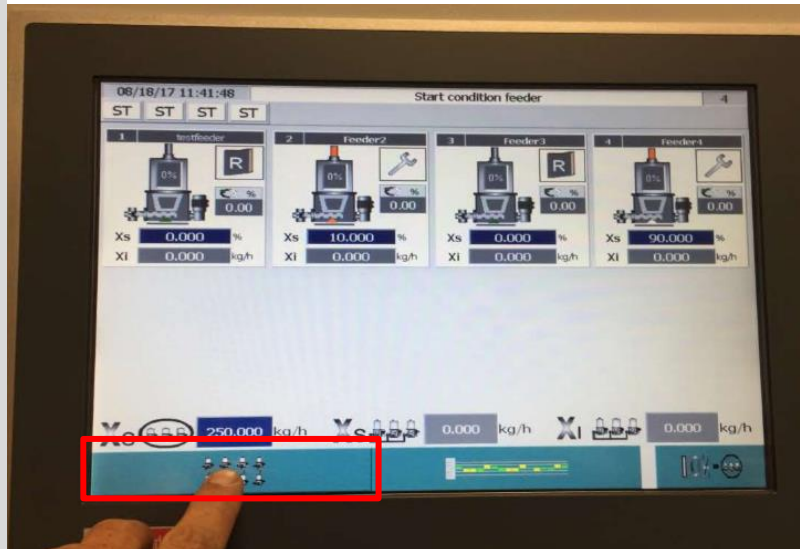 08/18/17 11:41:48 Start condition feeder 4
ST ST ST ST
1 testfeeder 2 Feeder2 3 Feeder3 4 Feeder4
0% R 0% 0% R 0%
% % % %
0.00 0.00 0.00 0.00
Xs 0.000 % Xs 10.000 % Xs 0.000 % Xs 90.000 %
Xi 0.000 kg/h Xi 0.000 kg/h Xi 0.000 kg/h Xi 0.000 kg/h
Xs 250.000 kg/h Xs 0.000 kg/h XI 0.000 kg/h